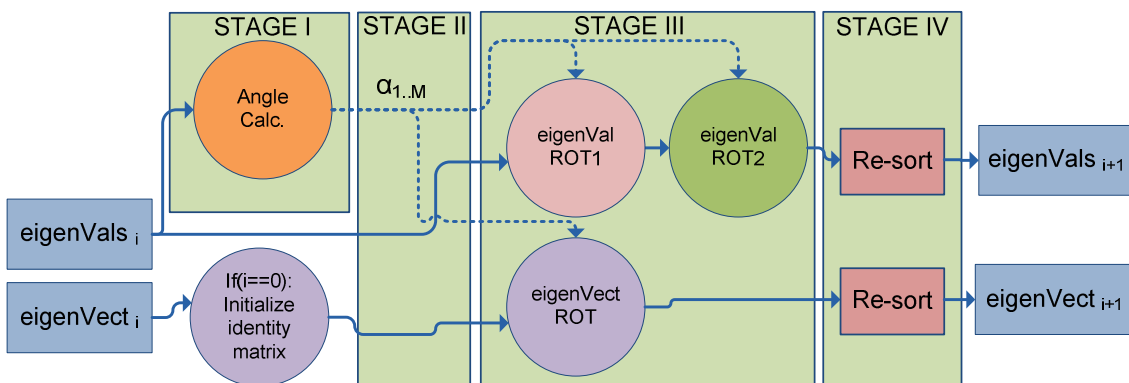 STAGE I
STAGE II
STAGE III
STAGE IV
Angle
Calc.
α1..M
eigenVal
ROT1
eigenVal
ROT2
Re-sort
eigenVals i+1
eigenVals i
eigenVect i
If(i==0):
Initialize
identity
matrix
eigenVect
ROT
Re-sort
eigenVect i+1